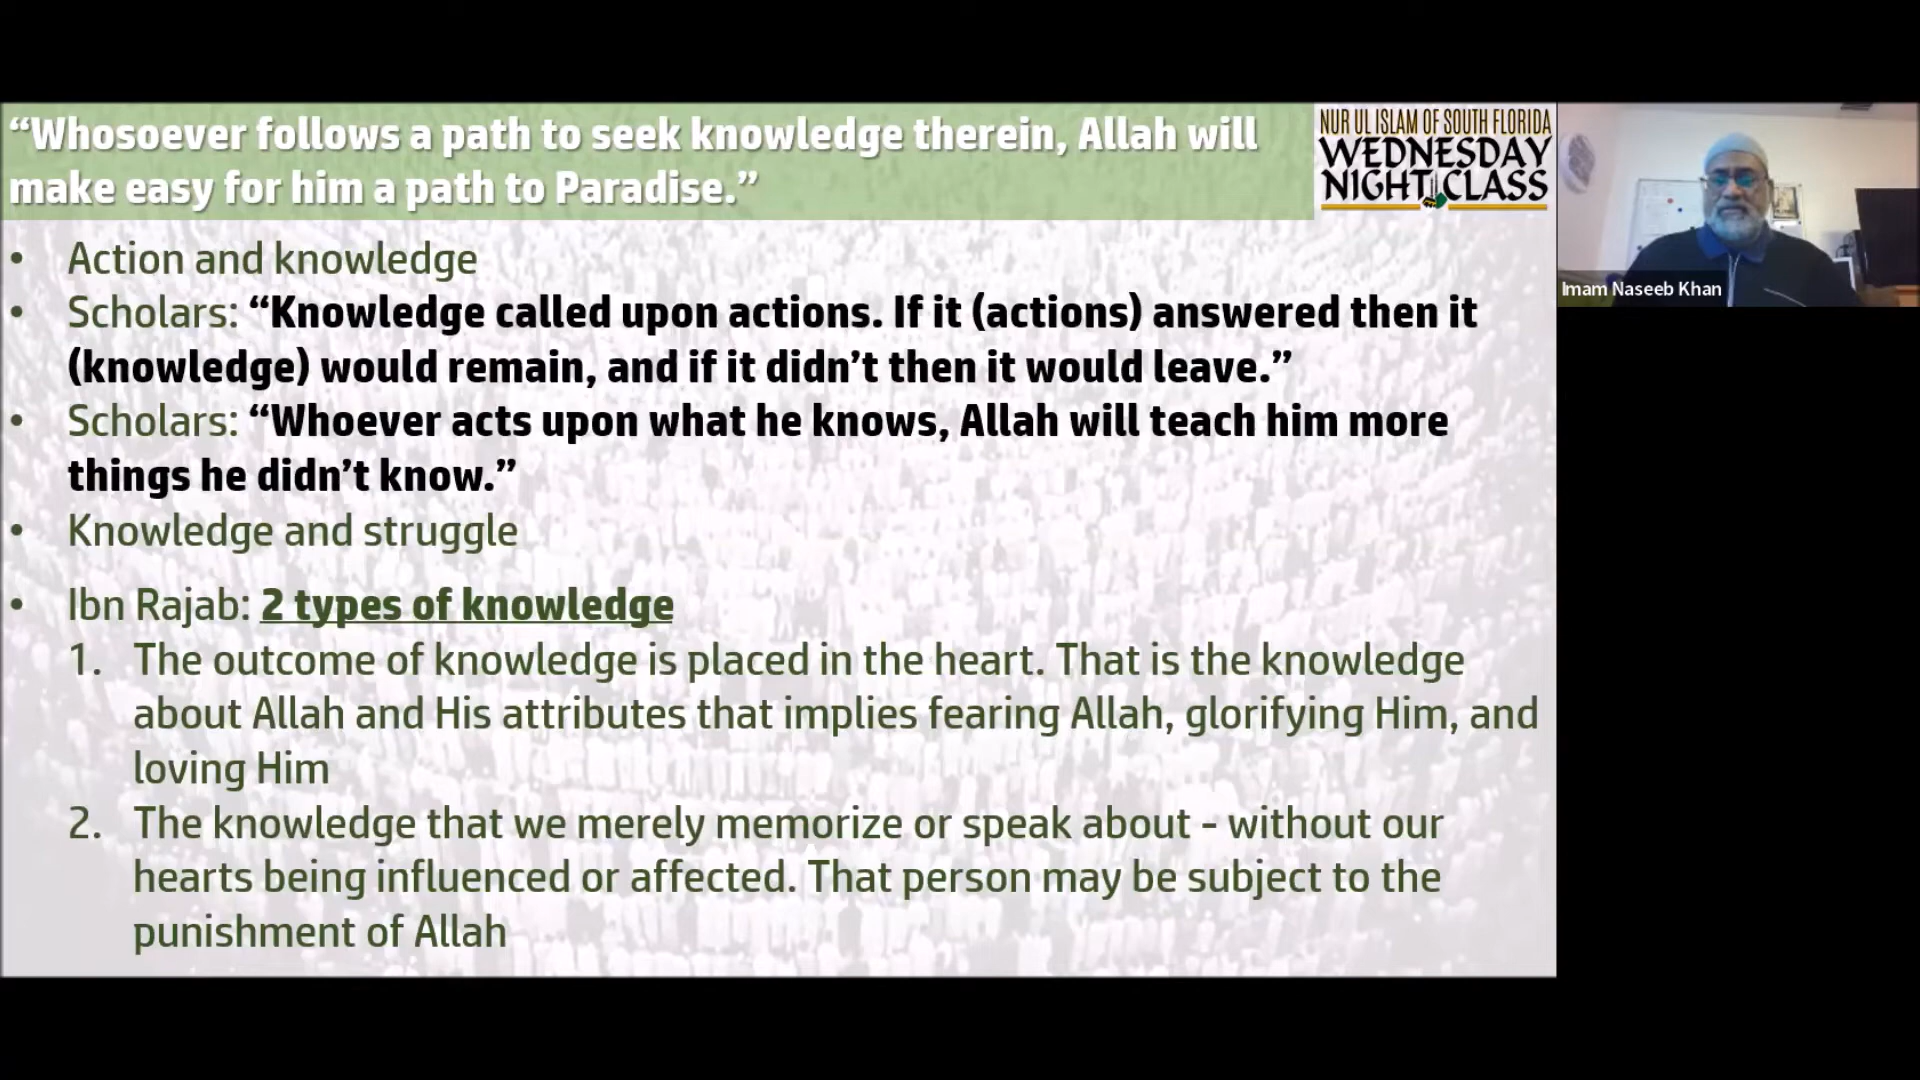 “Whosoever follows a path to seek knowledge therein, Allah will
make easy for him a path to Paradise.”
NUR UL ISLAM OF SOUTH FLORIDA
WEDNESDAY
NIGHT CLASS
Imam Naseeb Khan
• Action and knowledge
• Scholars: “Knowledge called upon actions. If it (actions) answered then it
(knowledge) would remain, and if it didn’t then it would leave.”
• Scholars: “Whoever acts upon what he knows, Allah will teach him more
things he didn’t know.”
• Knowledge and struggle
• Ibn Rajab: 2 types of knowledge
1. The outcome of knowledge is placed in the heart. That is the knowledge
about Allah and His attributes that implies fearing Allah, glorifying Him, and
loving Him
2. The knowledge that we merely memorize or speak about - without our
hearts being influenced or affected. That person may be subject to the
punishment of Allah